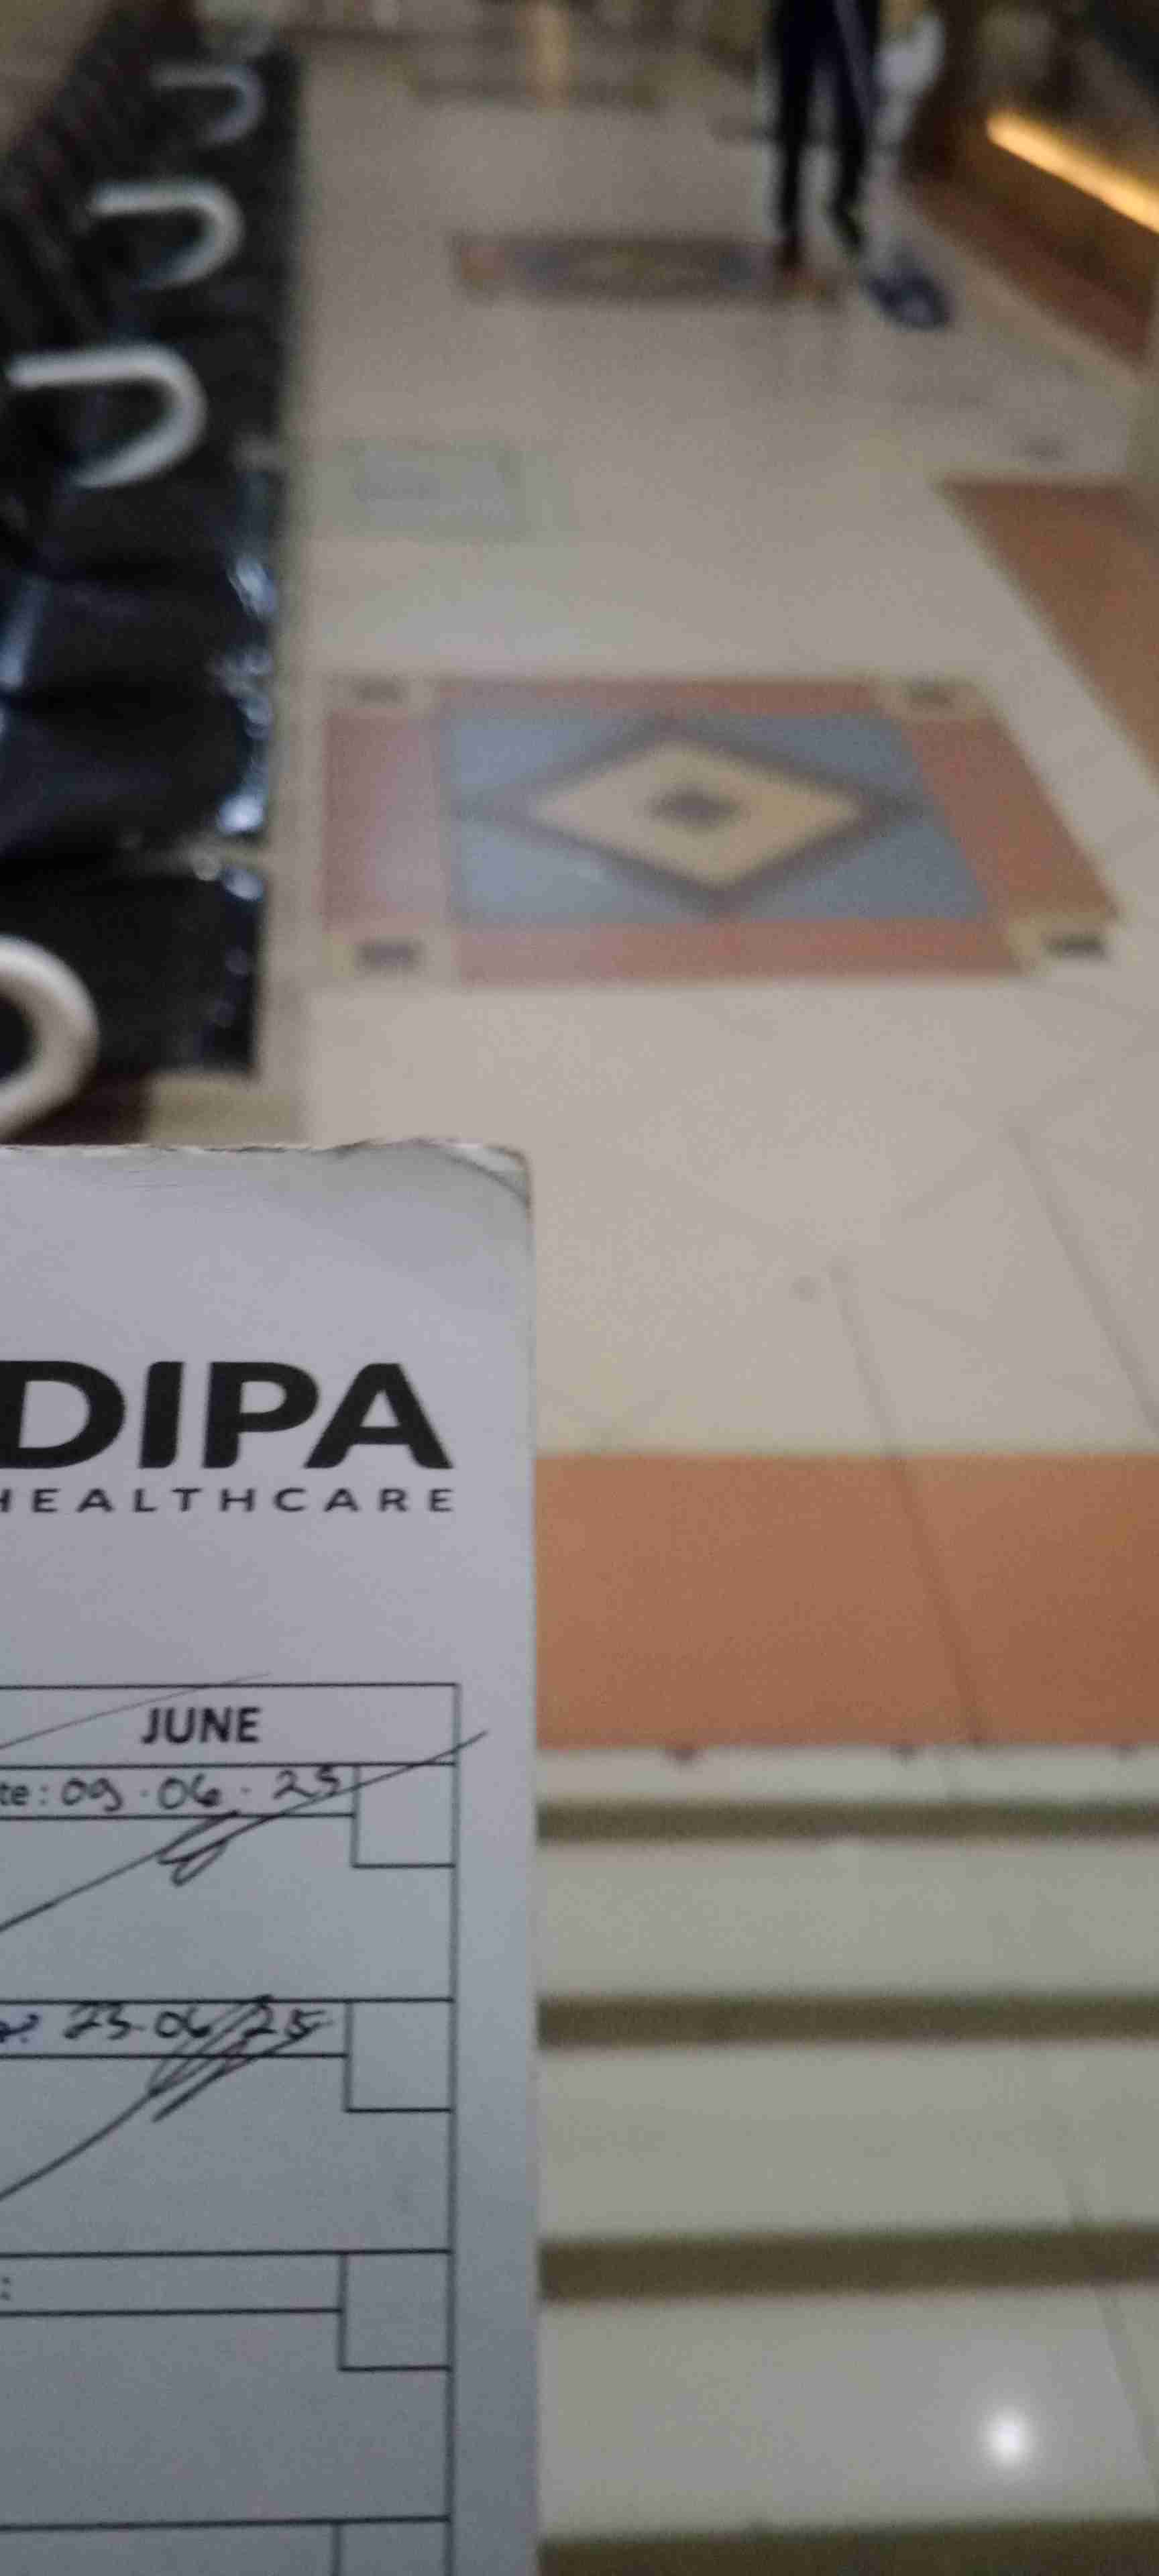 DIPA
HEALTHCARE
JUNE
te: 09.06.25
: 23.06.25
: